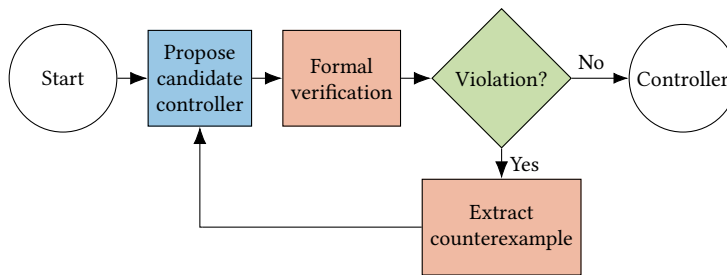 Start
Propose
candidate
controller
Formal
verification
Violation?
No
Controller
Yes
Extract
counterexample